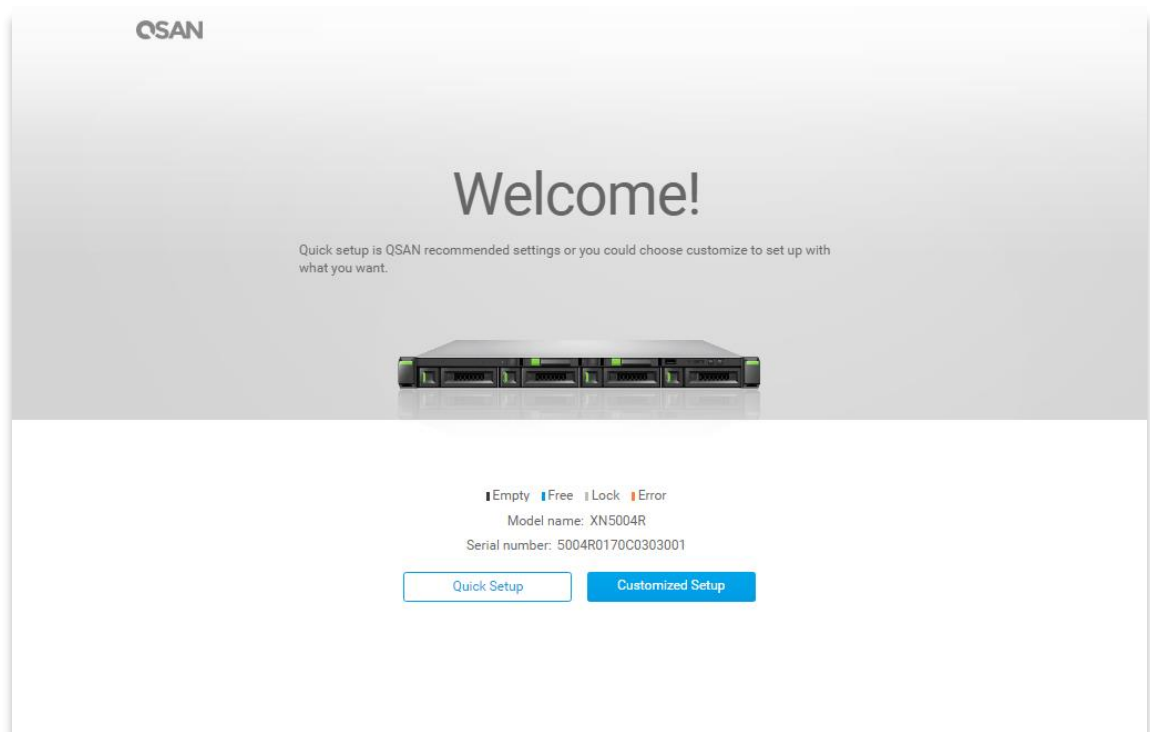 QSAN
Welcome!
Quick setup is QSAN recommended settings or you could choose customize to set up with
what you want.
Empty Free Lock Error
Model name: XN5004R
Serial number: 5004R0170C0303001
Quick Setup Customized Setup